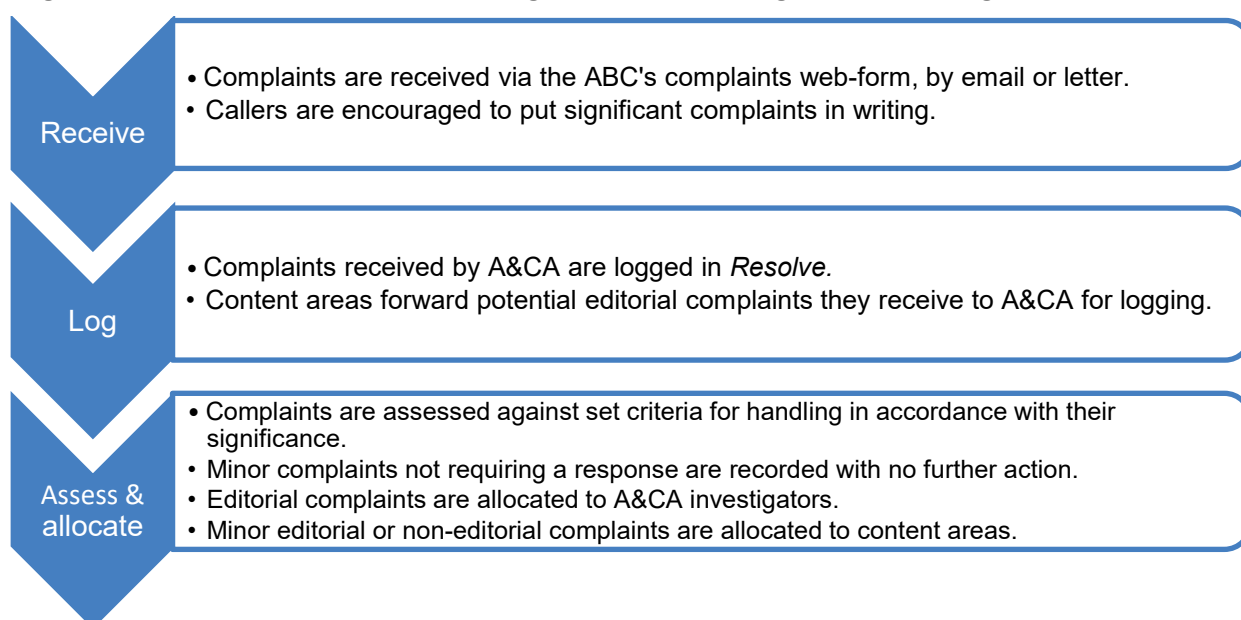 • Complaints are received via the ABC's complaints web-form, by email or letter.
• Callers are encouraged to put significant complaints in writing.
Receive
• Complaints received by A&CA are logged in Resolve.
• Content areas forward potential editorial complaints they receive to A&CA for logging.
Log
• Complaints are assessed against set criteria for handling in accordance with their
significance.
• Minor complaints not requiring a response are recorded with no further action.
• Editorial complaints are allocated to A&CA investigators.
• Minor editorial or non-editorial complaints are allocated to content areas.
Assess &
allocate